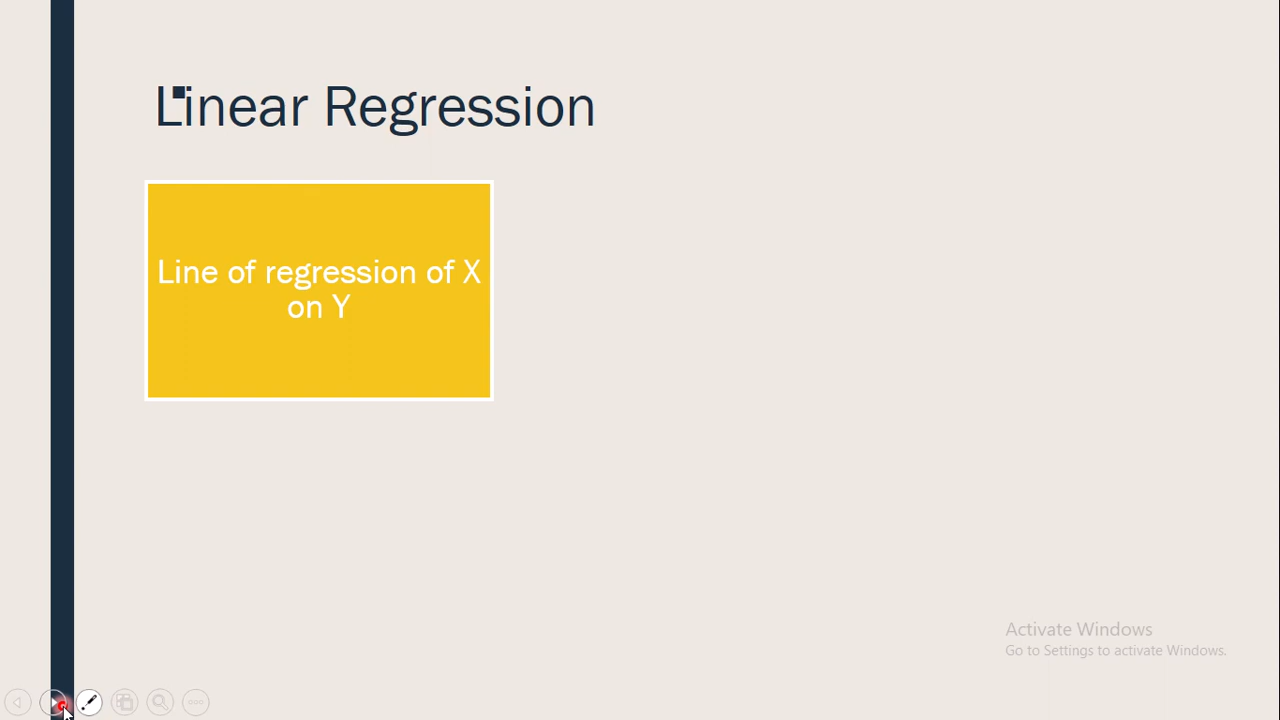 Linear Regression
Line of regression of X
on Y
Activate Windows
Go to Settings to activate Windows.